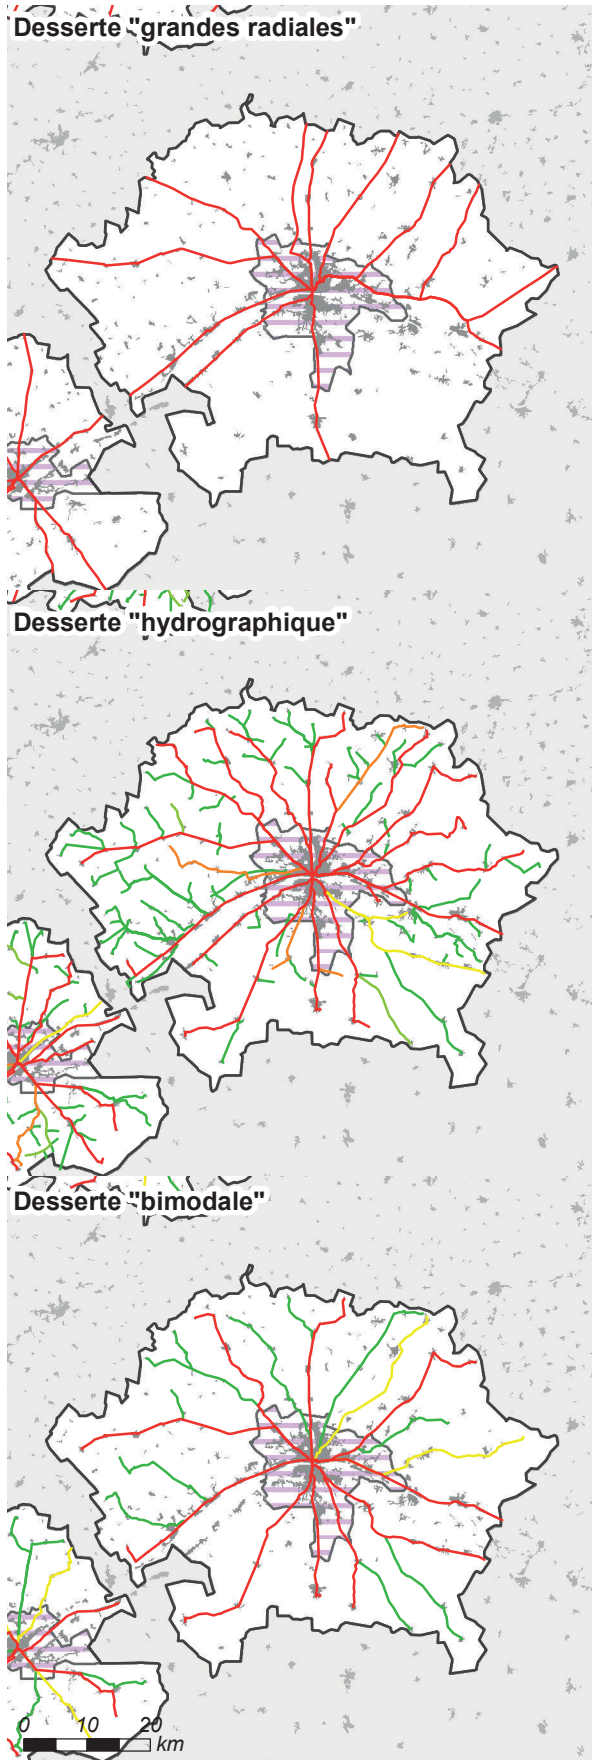 Desserte "grandes radiales"
Desserte "hydrographique"
Desserte "bimodale"
0 10 20
km